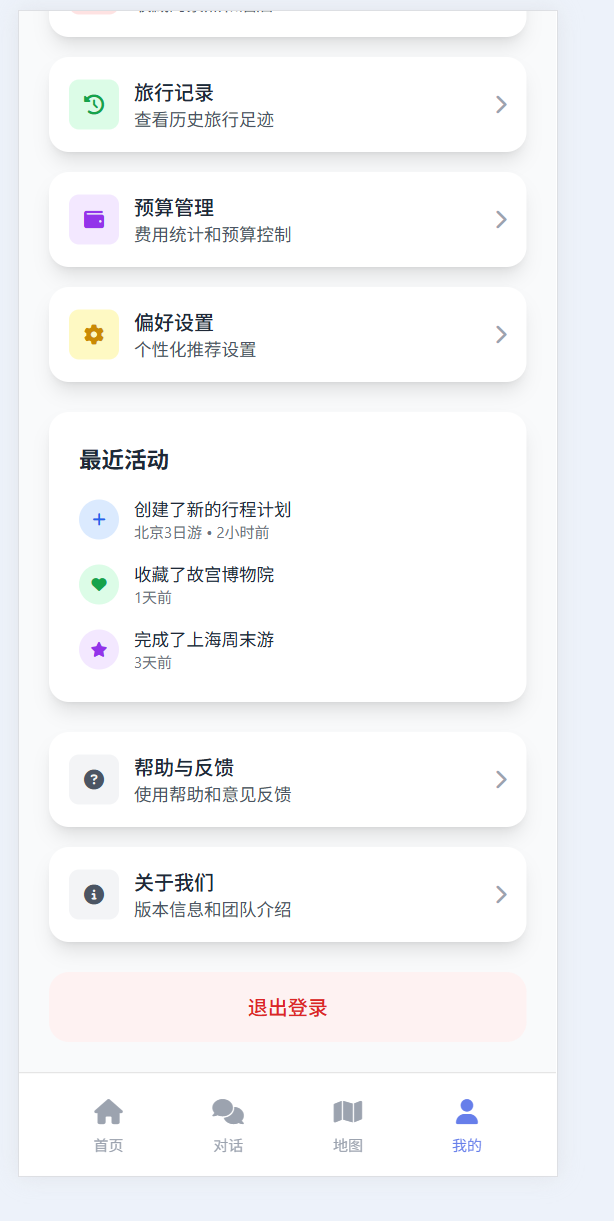 旅行记录
查看历史旅行足迹
预算管理
费用统计和预算控制
偏好设置
个性化推荐设置
最近活动
创建了新的行程计划
北京3日游 • 2小时前
收藏了故宫博物院
1天前
完成了上海周末游
3天前
帮助与反馈
使用帮助和意见反馈
关于我们
版本信息和团队介绍
退出登录
首页
对话
地图
我的